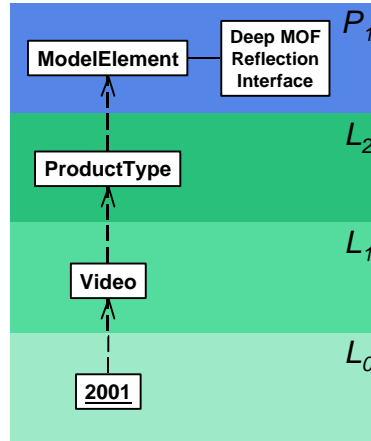 P1
ModelElement
Deep MOF
Reflection
Interface
L2
ProductType
L1
Video
L0
2001